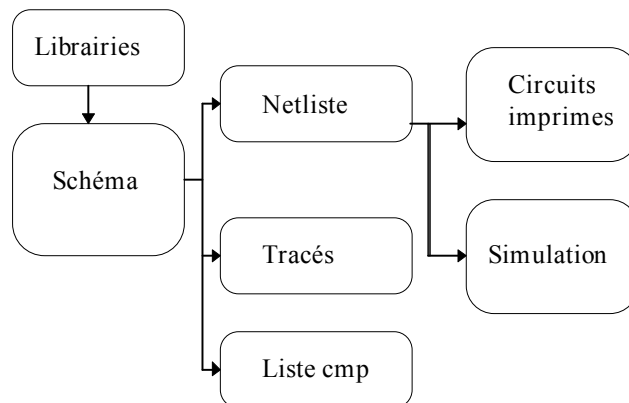 Librairies
Schéma
Netliste
Tracés
Liste cmp
Circuits
imprimes
Simulation